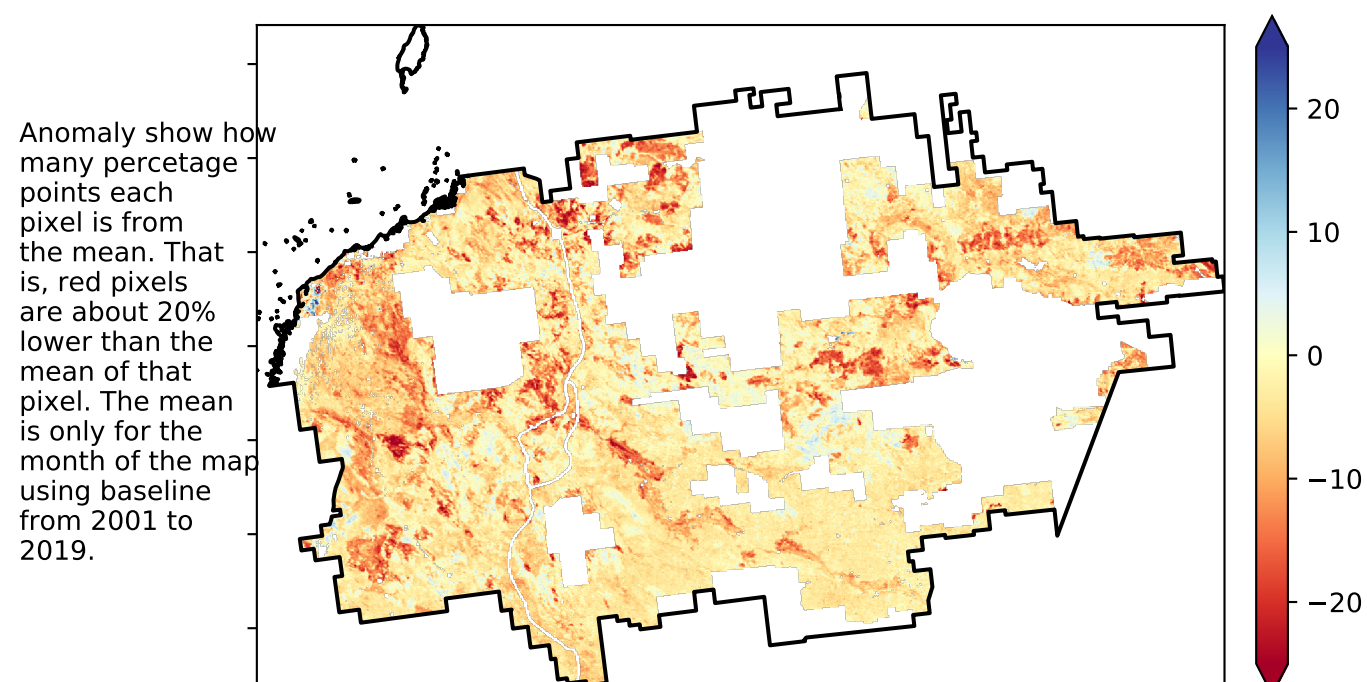 Anomaly show how
many percetage
points each
pixel is from
the mean. That
is, red pixels
are about 20%
lower than the
mean of that
pixel. The mean
is only for the
month of the map
using baseline
from 2001 to
2019.
20
10
0
−10
−20